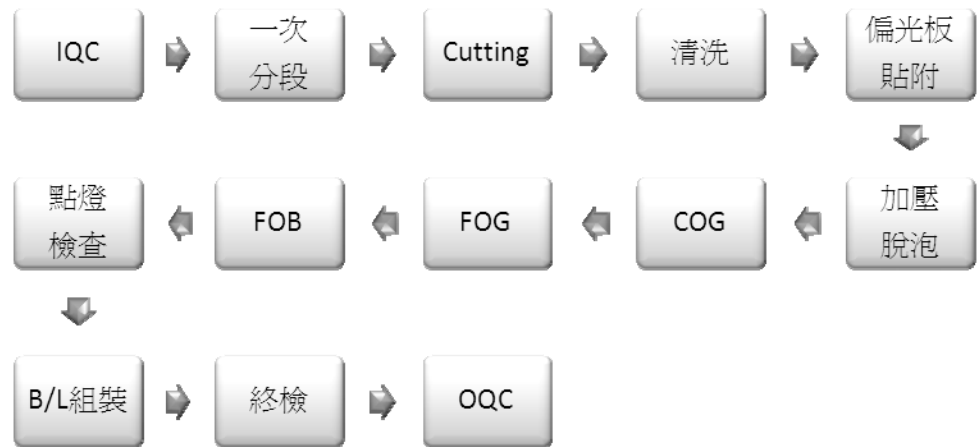 IQC
一次
分段
Cutting
清洗
偏光板
貼附
加壓
脫泡
COG
FOG
FOB
點燈
檢查
B/L組裝
終檢
OQC